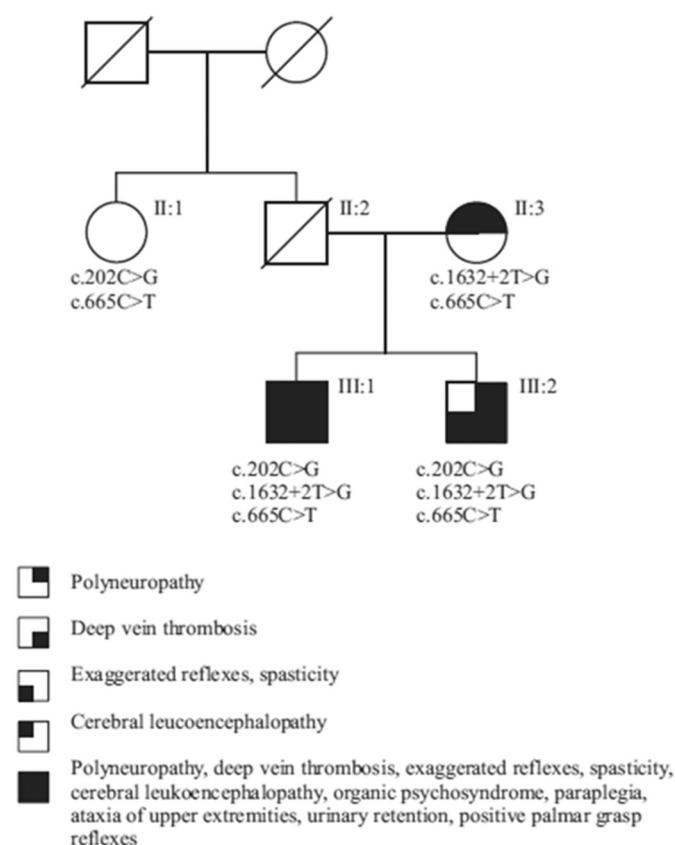 II:1
II:2
II:3
c.202C>G
c.665C>T
c.1632+2T>G
c.665C>T
III:1
III:2
c.202C>G
c.1632+2T>G
c.665C>T
c.202C>G
c.1632+2T>G
c.665C>T
Polyneuropathy
Deep vein thrombosis
Exaggerated reflexes, spasticity
Cerebral leucoencephalopathy
Polyneuropathy, deep vein thrombosis, exaggerated reflexes, spasticity,
cerebral leukoencephalopathy, organic psychosyndrome, paraplegia,
ataxia of upper extremities, urinary retention, positive palmar grasp
reflexes